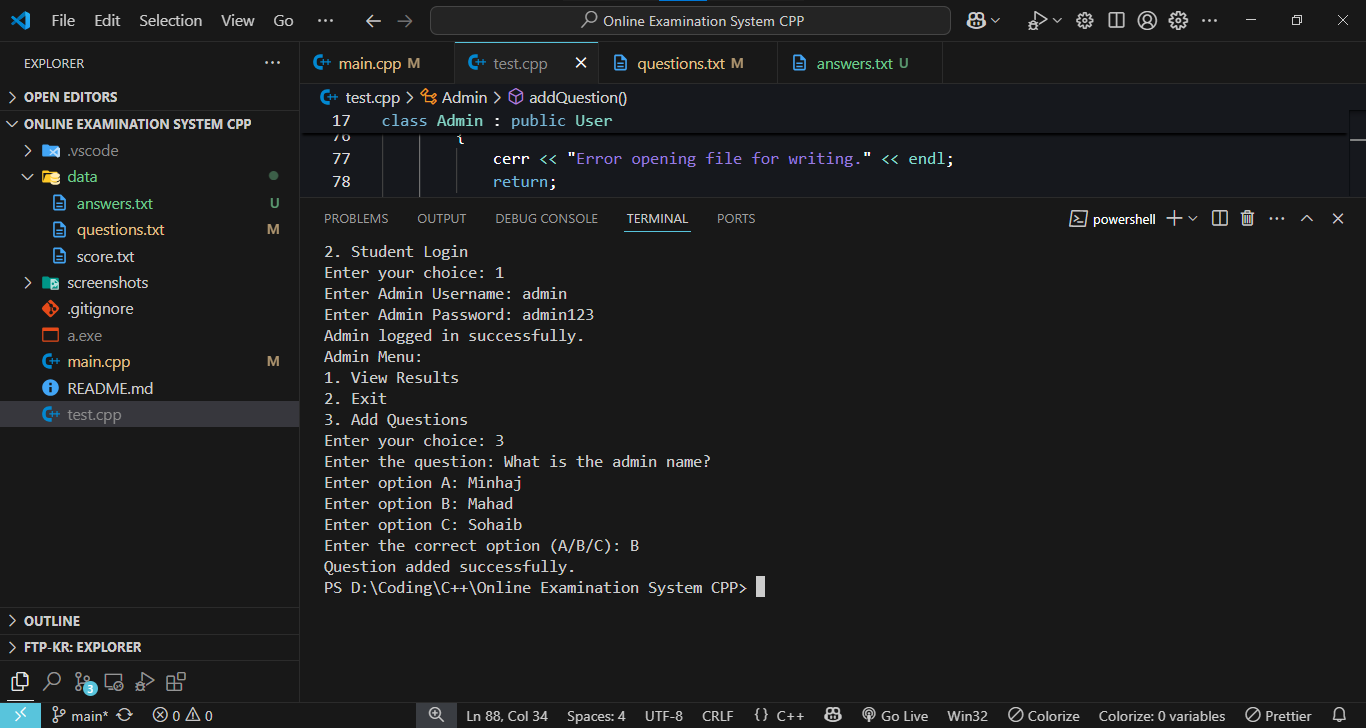 File Edit Selection View Go ··· Online Examination System CPP
EXPLORER ···
OPEN EDITORS
ONLINE EXAMINATION SYSTEM CPP
.vscode
data
answers.txt U
questions.txt M
score.txt
screenshots
.gitignore
a.exe
main.cpp M
README.md
test.cpp
OUTLINE
FTP-KR: EXPLORER
3
main.cpp M test.cpp questions.txt M answers.txt U
test.cpp > Admin > addQuestion()
17 class Admin : public User
76 {
77 cerr << "Error opening file for writing." << endl;
78 return;
PROBLEMS OUTPUT DEBUG CONSOLE TERMINAL PORTS powershell
2. Student Login
Enter your choice: 1
Enter Admin Username: admin
Enter Admin Password: admin123
Admin logged in successfully.
Admin Menu:
1. View Results
2. Exit
3. Add Questions
Enter your choice: 3
Enter the question: What is the admin name?
Enter option A: Minhaj
Enter option B: Mahad
Enter option C: Sohaib
Enter the correct option (A/B/C): B
Question added successfully.
PS D:\Coding\C++\Online Examination System CPP>
main* 0 0 Ln 88, Col 34 Spaces: 4 UTF-8 CRLF {} C++ Go Live Win32 Colorize Colorize: 0 variables Prettier